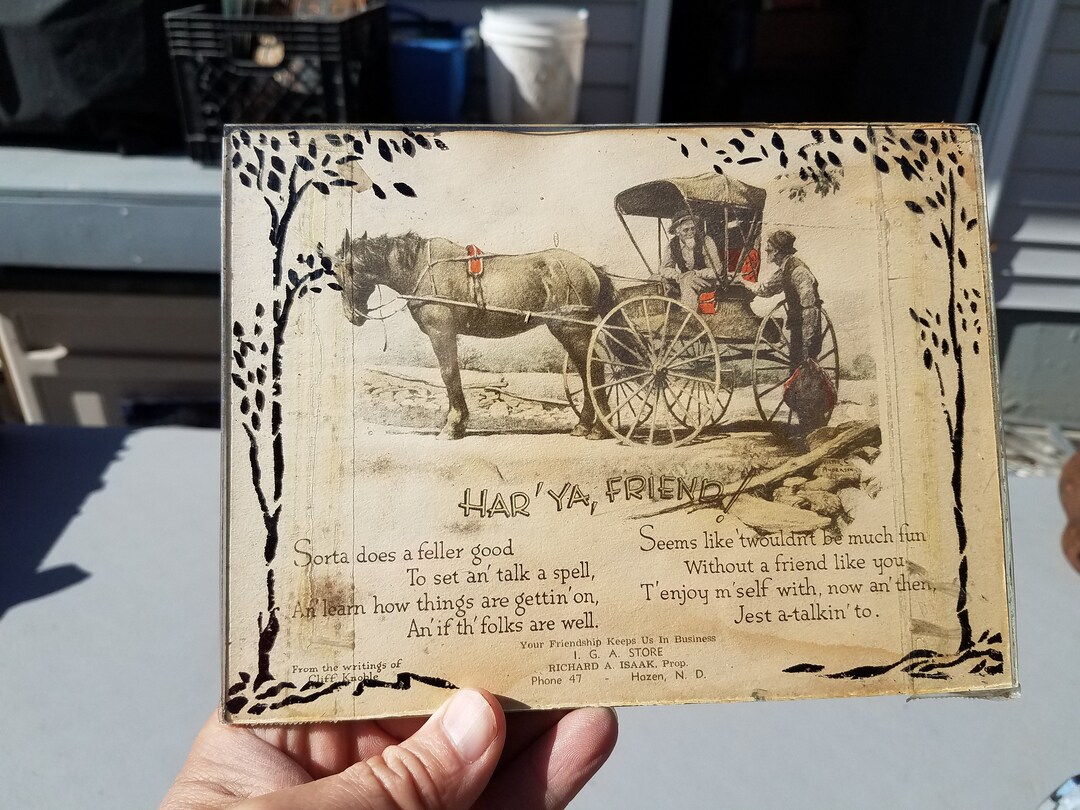 HAR' YA, FRIEND!
Sorta does a feller good
To set an' talk a spell,
An' learn how things are gettin' on,
An' if th' folks are well.
Seems like 'twouldn't be much fun
Without a friend like you
T' enjoy m'self with, now an' then,
Jest a-talkin' to.
Your Friendship Keeps Us In Business
I. G. A. STORE
RICHARD A. ISAAK, Prop.
Phone 47 - Hazen, N. D.
From the writings of
Cliff Knoble